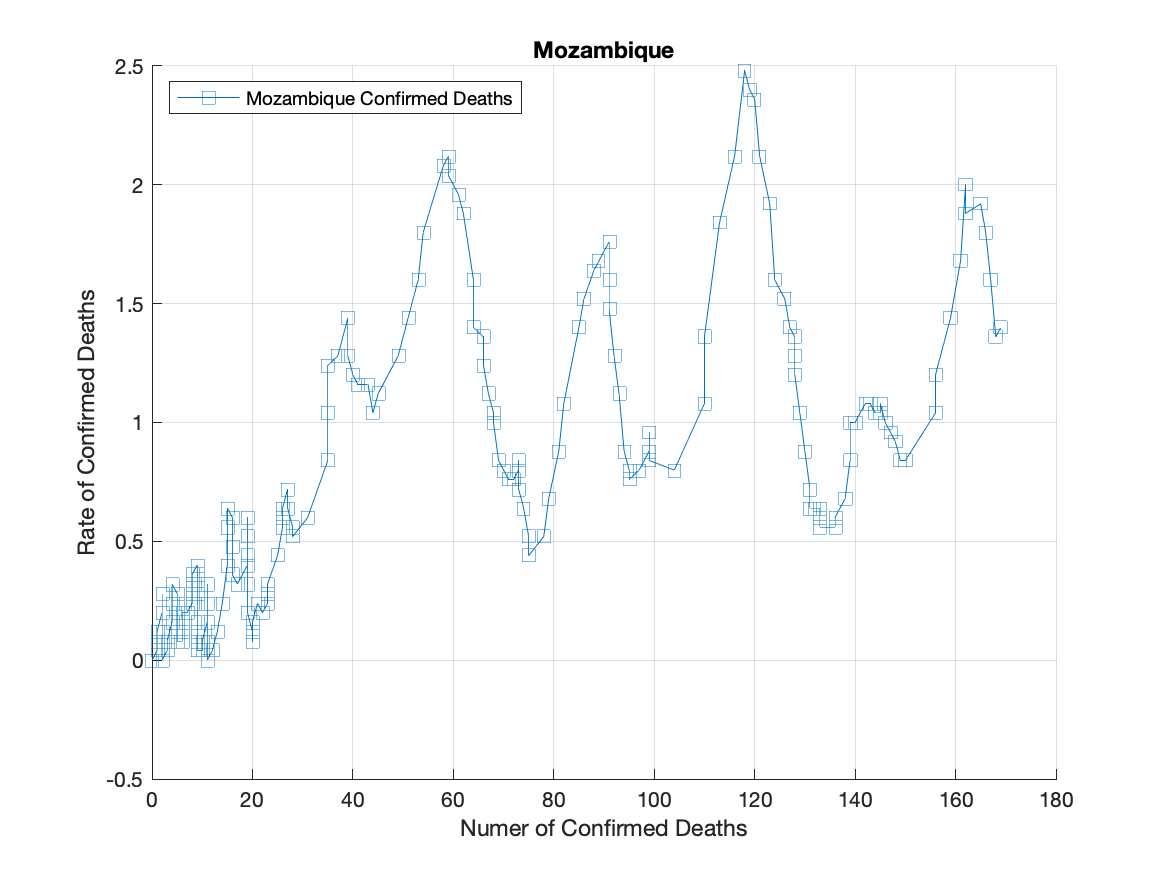 Mozambique
Mozambique Confirmed Deaths
2.5
2
1.5
1
0.5
0
-0.5
Rate of Confirmed Deaths
0 20 40 60 80 100 120 140 160 180
Numer of Confirmed Deaths